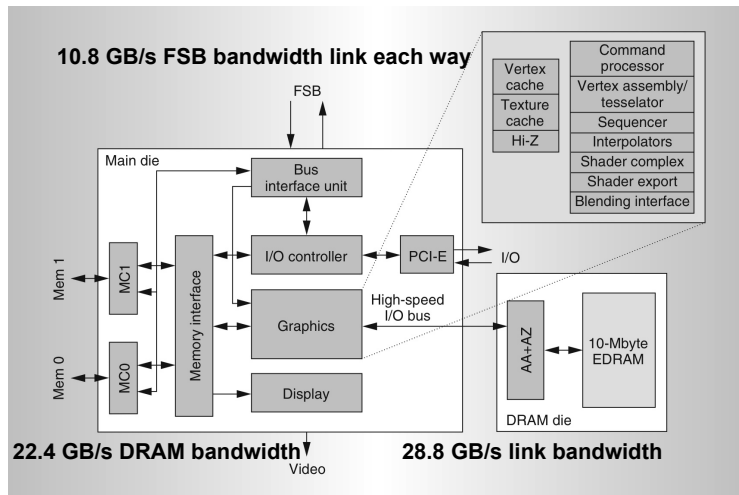 10.8 GB/s FSB bandwidth link each way
FSB
Main die
Bus
interface unit
I/O controller
PCI-E
I/O
Mem 1
MC1
Mem 0
MC0
Memory interface
Graphics
High-speed
I/O bus
Display
Video
Vertex
cache
Texture
cache
Hi-Z
Command
processor
Vertex assembly/
tesselator
Sequencer
Interpolators
Shader complex
Shader export
Blending interface
AA+AZ
10-Mbyte
EDRAM
DRAM die
22.4 GB/s DRAM bandwidth
28.8 GB/s link bandwidth